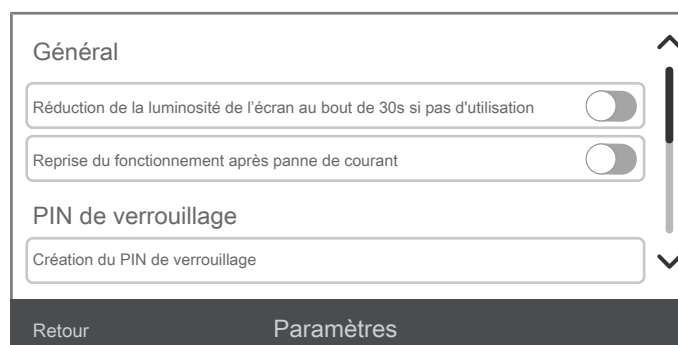 Général
Réduction de la luminosité de l'écran au bout de 30s si pas d'utilisation
Reprise du fonctionnement après panne de courant
PIN de verrouillage
Création du PIN de verrouillage
Retour
Paramètres